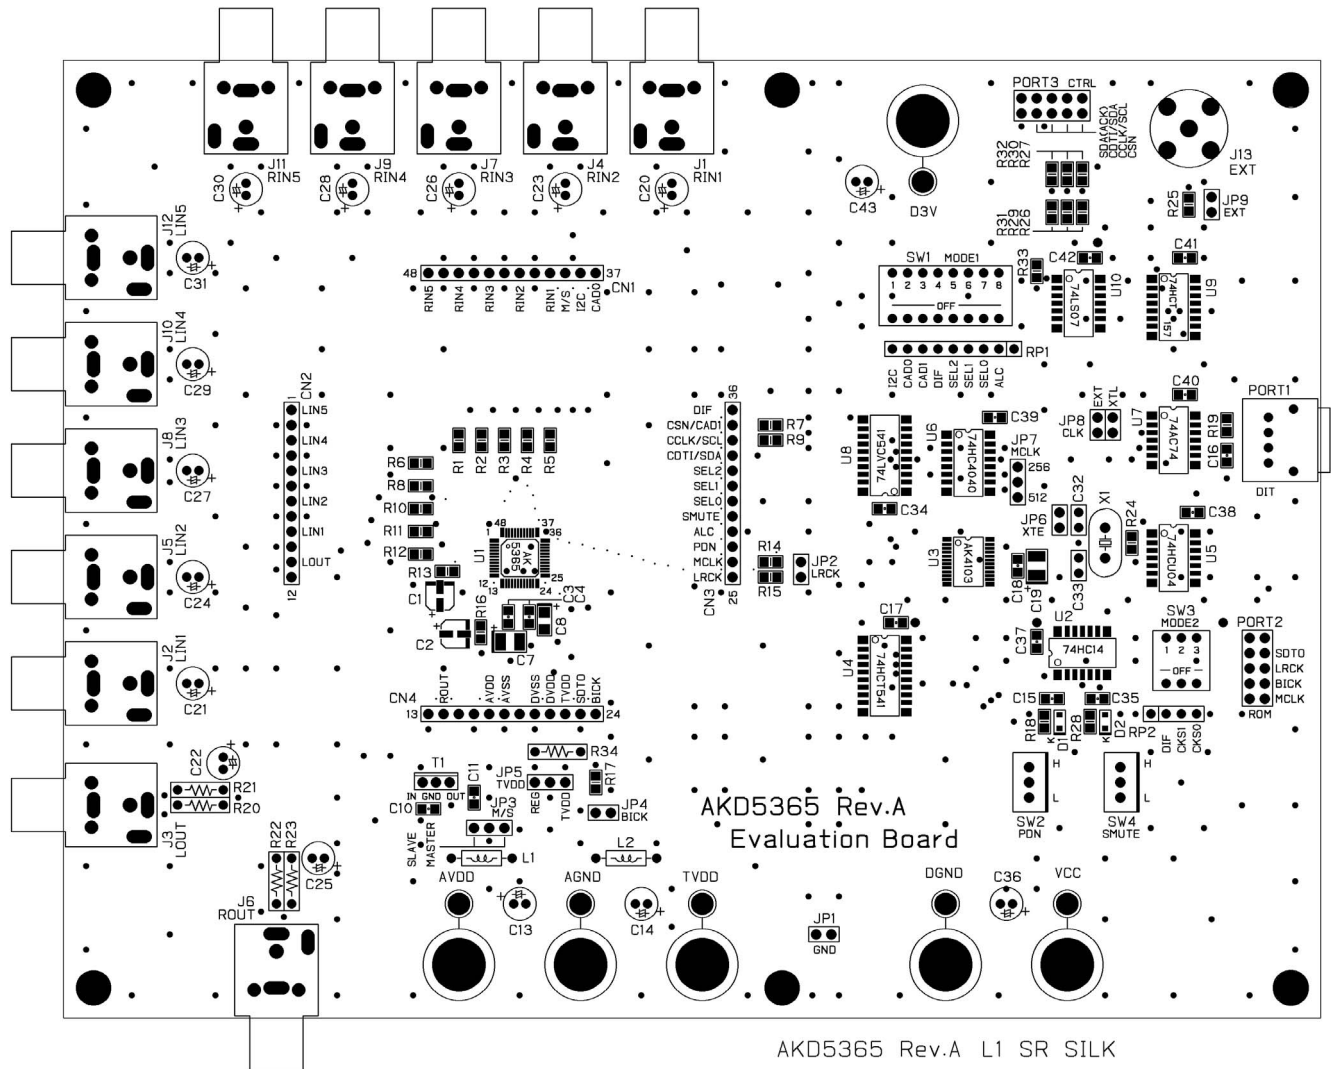 J11
RIN5
C30
J9
RIN4
C28
J7
RIN3
C26
J4
RIN2
C23
J1
RIN1
C20
C43
D3V
PORT3 CTRL
SDA(ACK)
CDTI/SDA
CCLK/SCL
CSN
R32
R30
R27
R31
R29
R26
J13
EXT
R25
JP9
EXT
J12
LIN5
C31
48
37
CN1
RIN5
RIN4
RIN3
RIN2
RIN1
M/S
I2C
CAD0
SW1 MODE1
1 2 3 4 5 6 7 8
OFF
RP1
I2C
CAD0
CAD1
DIF
SEL2
SEL1
SEL0
ALC
R33
C42
74LS07
U10
C41
74HCT
157
U9
J10
LIN4
C29
CN2
1
LIN5
LIN4
LIN3
LIN2
LIN1
LOUT
12
J8
LIN3
C27
J5
LIN2
C24
J2
LIN1
C21
R1
R2
R3
R4
R5
R6
R8
R10
R11
R12
R13
U1
AK
5365
48
37
1
36
12
13
25
24
C1
C2
R16
C3
C4
C8
C7
36
DIF
CSN/CAD1
CCLK/SCL
CDTI/SDA
SEL2
SEL1
SEL0
SMUTE
ALC
PDN
MCLK
LRCK
CN3
25
R7
R9
R14
R15
JP2
LRCK
U8
74LVC541
C34
U6
74HC4040
C39
JP7
MCLK
256
512
EXT
XTL
JP8
CLK
C40
U7
74AC74
R19
C16
PORT1
DIT
JP6
XTE
C32
X1
R24
C38
C33
U3
AK4103
C18
C19
74HCU04
U5
C17
U4
74HCT541
C37
U2
74HC14
SW3
MODE2
1 2 3
OFF
PORT2
SDTO
LRCK
BICK
MCLK
ROM
C15
R18
K
D1
C35
R28
K
D2
RP2
DIF
CKS1
CKS0
H
L
SW2
PDN
H
L
SW4
SMUTE
CN4
13
24
ROUT
AVDD
AVSS
DVSS
DVDD
TVDD
SDTO
BICK
C22
R21
R20
J3
LOUT
R22
R23
C25
J6
ROUT
T1
IN GND OUT
C10
C11
R34
JP5
TVDD
REG
TVDD
R17
JP4
BICK
JP3
M/S
SLAVE
MASTER
L1
L2
AKD5365 Rev.A
Evaluation Board
AVDD
C13
AGND
C14
TVDD
JP1
GND
DGND
C36
VCC
AKD5365 Rev.A L1 SR SILK